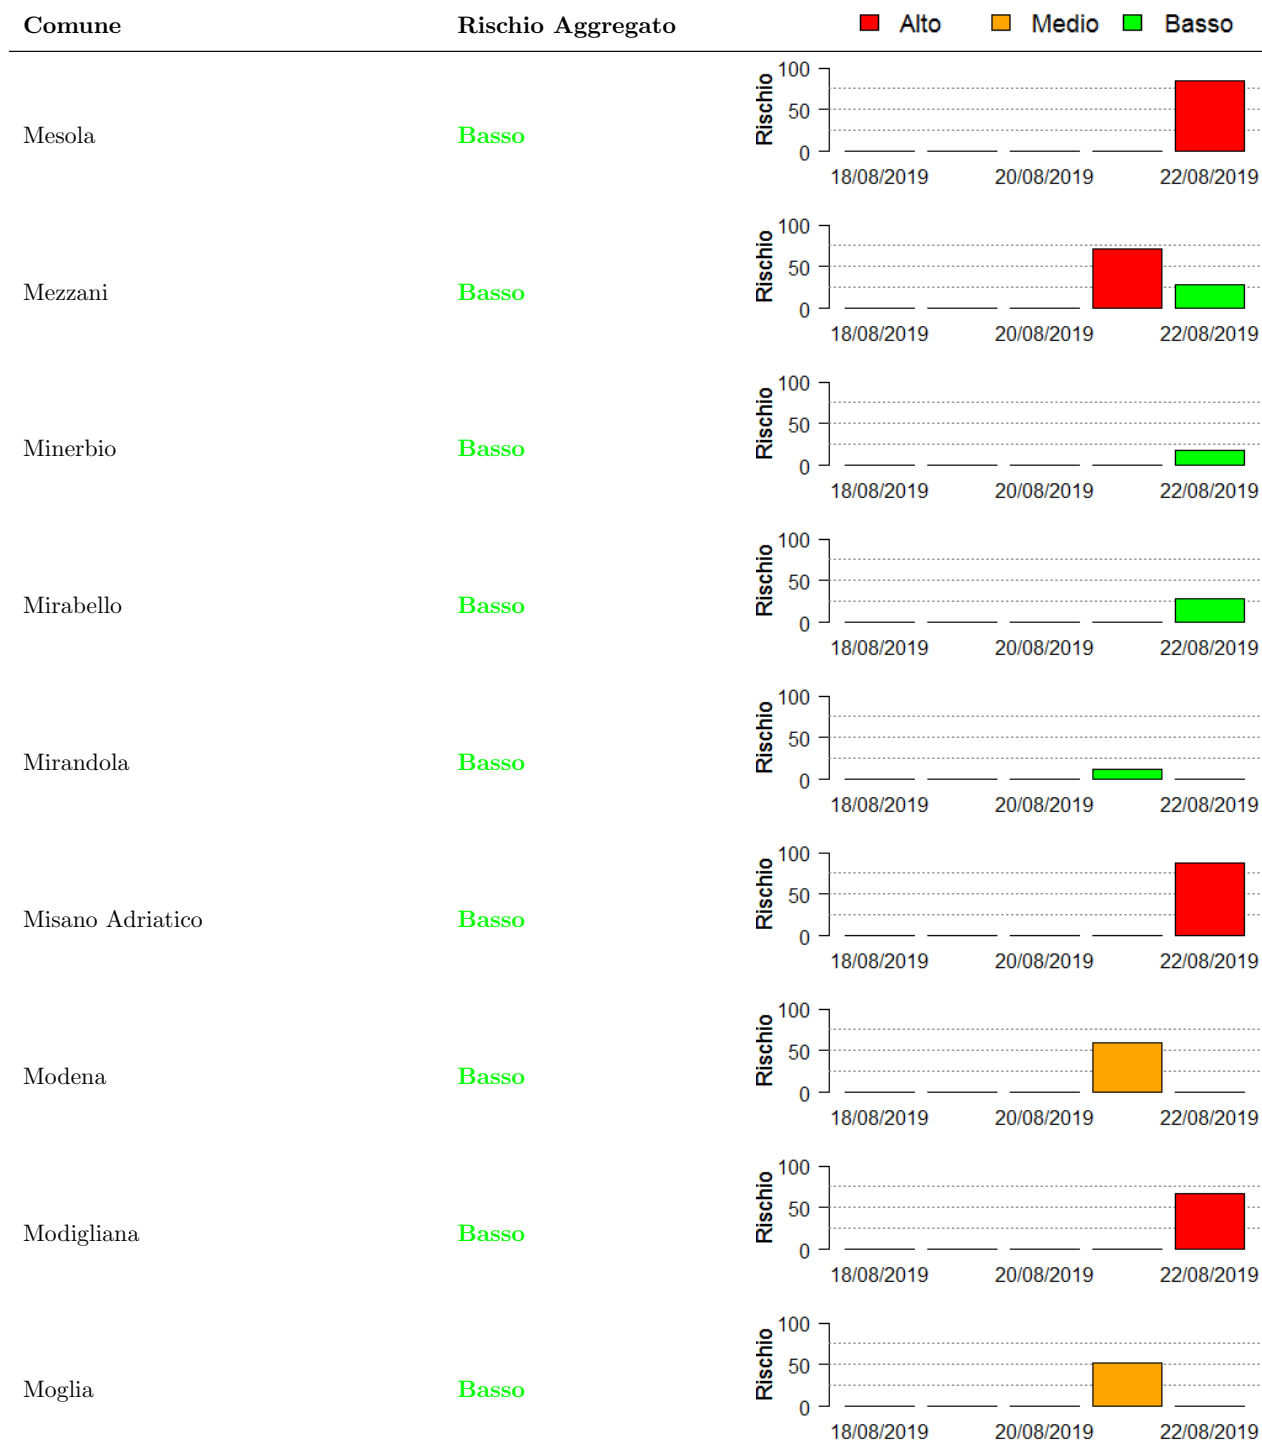 Comune Rischio Aggregato Alto Medio Basso
Mesola Basso Rischio 100 50 0
18/08/2019 20/08/2019 22/08/2019
Mezzani Basso Rischio 100 50 0
18/08/2019 20/08/2019 22/08/2019
Minerbio Basso Rischio 100 50 0
18/08/2019 20/08/2019 22/08/2019
Mirabello Basso Rischio 100 50 0
18/08/2019 20/08/2019 22/08/2019
Mirandola Basso Rischio 100 50 0
18/08/2019 20/08/2019 22/08/2019
Misano Adriatico Basso Rischio 100 50 0
18/08/2019 20/08/2019 22/08/2019
Modena Basso Rischio 100 50 0
18/08/2019 20/08/2019 22/08/2019
Modigliana Basso Rischio 100 50 0
18/08/2019 20/08/2019 22/08/2019
Moglia Basso Rischio 100 50 0
18/08/2019 20/08/2019 22/08/2019